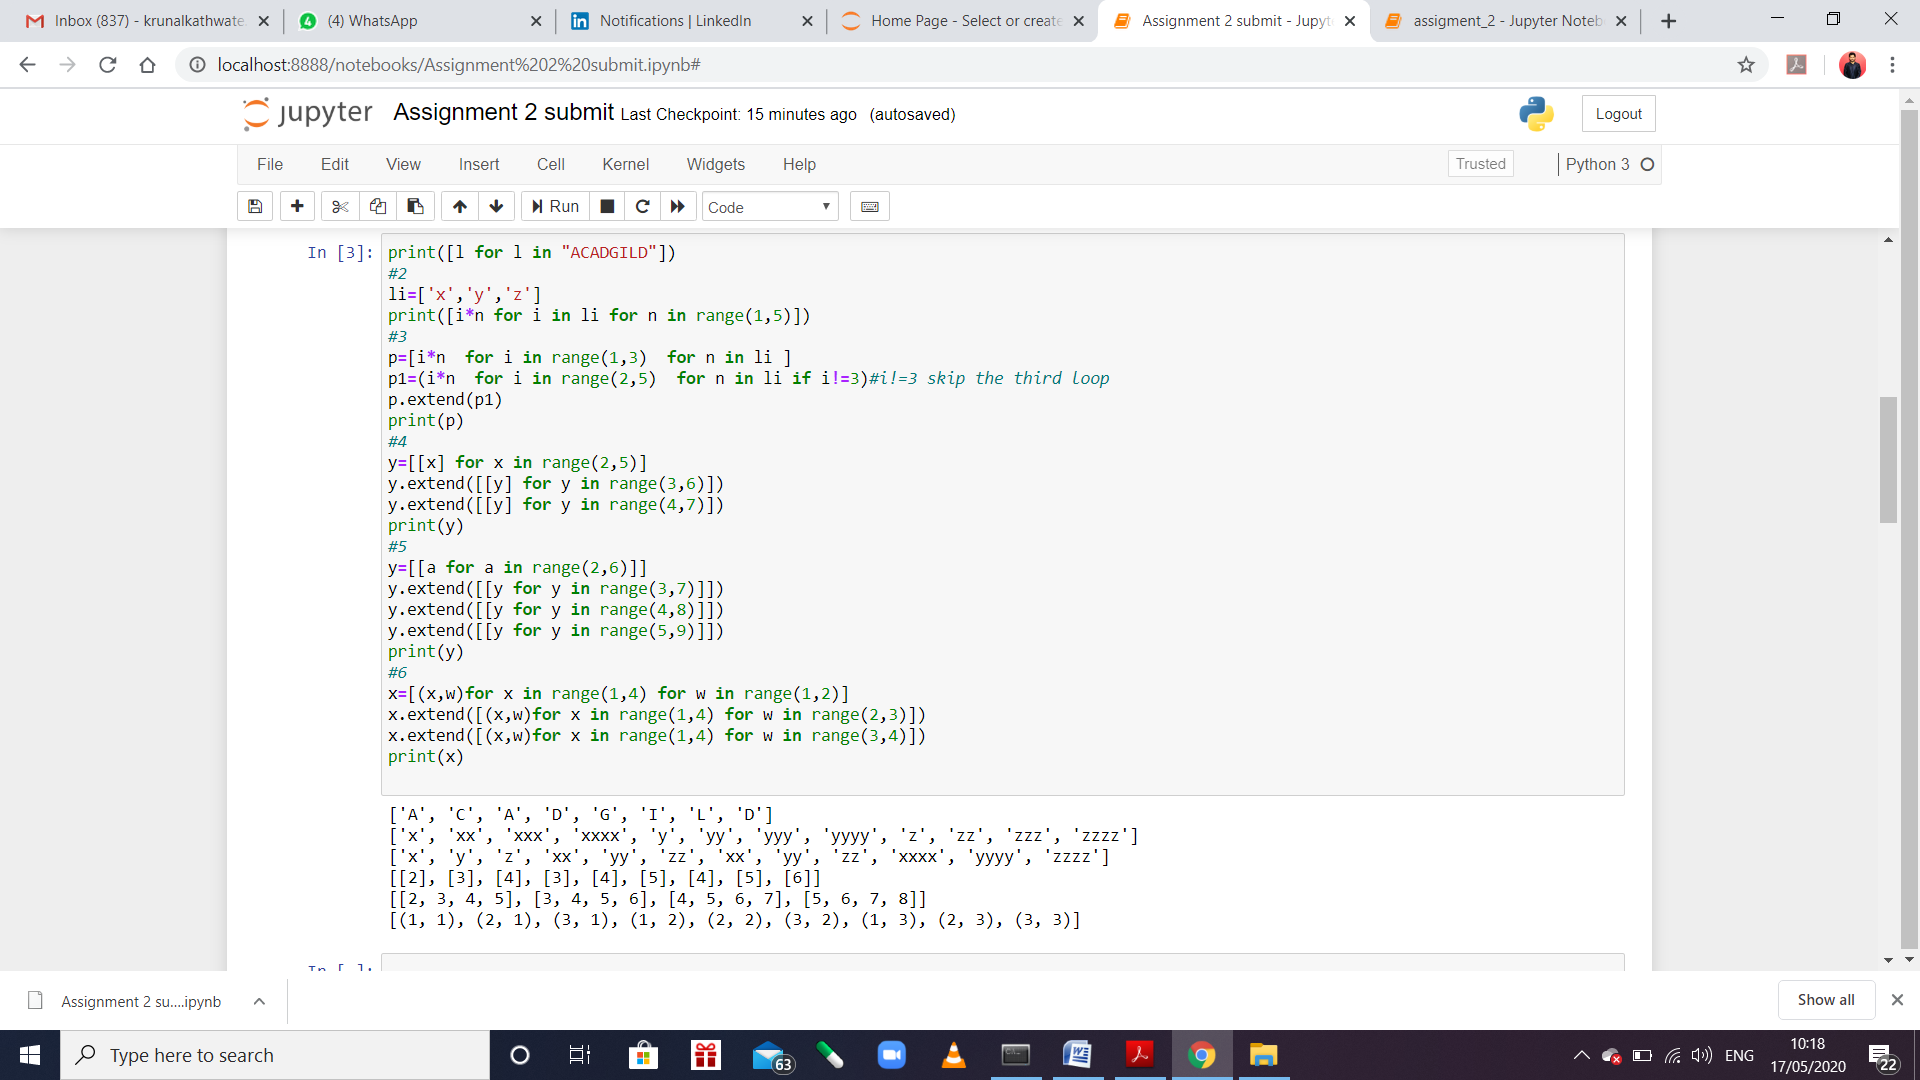 Inbox (837) - krunalkathwate
(4) WhatsApp
Notifications | LinkedIn
Home Page - Select or create
Assignment 2 submit - Jupyt
assigment_2 - Jupyter Noteb
localhost:8888/notebooks/Assignment%202%20submit.ipynb#
jupyter Assignment 2 submit Last Checkpoint: 15 minutes ago (autosaved)
Logout
File Edit View Insert Cell Kernel Widgets Help
Trusted
Python 3
Run
Code
In [3]:
print([l for l in "ACADGILD"])
#2
li=['x','y','z']
print([i*n for i in li for n in range(1,5)])
#3
p=[i*n  for i in range(1,3)  for n in li ]
p1=(i*n  for i in range(2,5)  for n in li if i!=3)#i!=3 skip the third loop
p.extend(p1)
print(p)
#4
y=[[x] for x in range(2,5)]
y.extend([[y] for y in range(3,6)])
y.extend([[y] for y in range(4,7)])
print(y)
#5
y=[[a for a in range(2,6)]]
y.extend([[y for y in range(3,7)]])
y.extend([[y for y in range(4,8)]])
y.extend([[y for y in range(5,9)]])
print(y)
#6
x=[(x,w)for x in range(1,4) for w in range(1,2)]
x.extend([(x,w)for x in range(1,4) for w in range(2,3)])
x.extend([(x,w)for x in range(1,4) for w in range(3,4)])
print(x)
['A', 'C', 'A', 'D', 'G', 'I', 'L', 'D']
['x', 'xx', 'xxx', 'xxxx', 'y', 'yy', 'yyy', 'yyyy', 'z', 'zz', 'zzz', 'zzzz']
['x', 'y', 'z', 'xx', 'yy', 'zz', 'xx', 'yy', 'zz', 'xxxx', 'yyyy', 'zzzz']
[[2], [3], [4], [3], [4], [5], [4], [5], [6]]
[[2, 3, 4, 5], [3, 4, 5, 6], [4, 5, 6, 7], [5, 6, 7, 8]]
[(1, 1), (2, 1), (3, 1), (1, 2), (2, 2), (3, 2), (1, 3), (2, 3), (3, 3)]
In [ ]:
Assignment 2 su....ipynb
Show all
Type here to search
63
ENG
10:18
17/05/2020
22